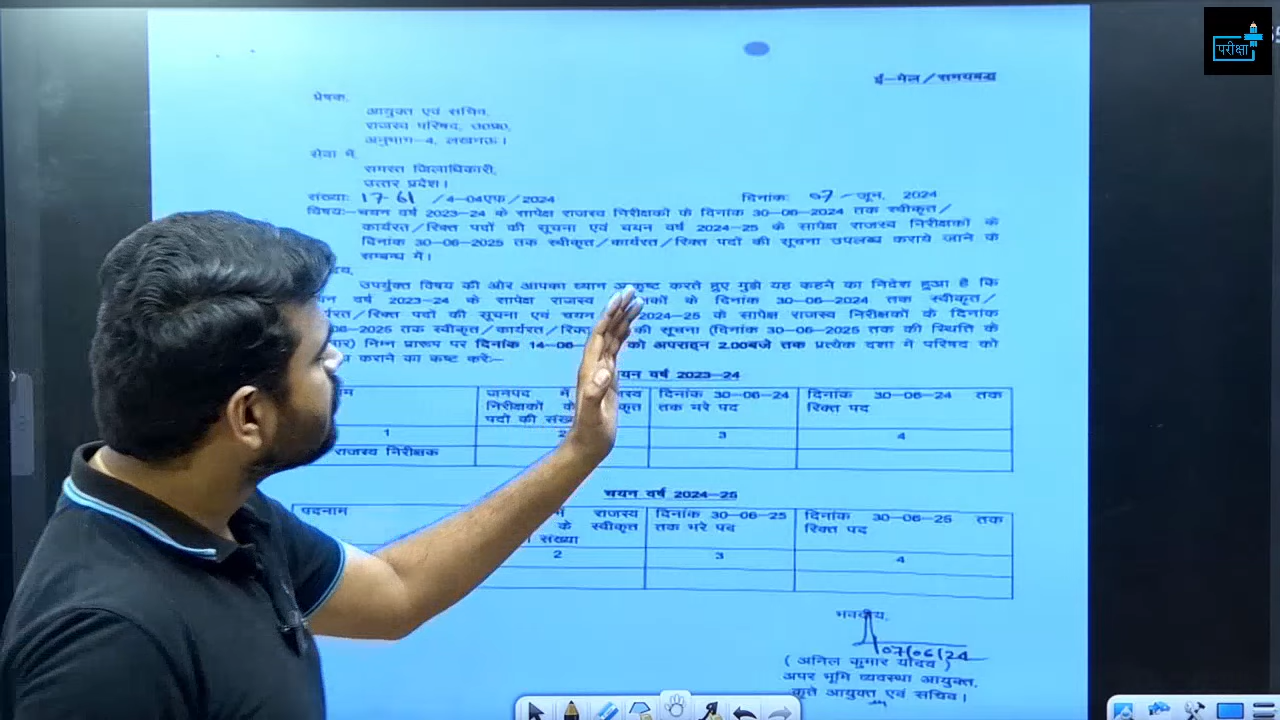 परीक्षा
ई-मेल/समयबद्ध
प्रेषक,
आयुक्त एवं सचिव,
राजस्व परिषद, उ०प्र०,
अनुभाग-4, लखनऊ।
सेवा में,
समस्त जिलाधिकारी,
उत्तर प्रदेश।
संख्याः 1761 /4-04एफ/2024 दिनांकः 07 -जून, 2024
विषयः-चयन वर्ष 2023-24 के सापेक्ष राजस्व निरीक्षकों के दिनांक 30-06-2024 तक स्वीकृत/
कार्यरत/रिक्त पदों की सूचना एवं चयन वर्ष 2024-25 के सापेक्ष राजस्व निरीक्षकों के
दिनांक 30-06-2025 तक स्वीकृत/कार्यरत/रिक्त पदों की सूचना उपलब्ध कराये जाने के
सम्बन्ध में।
उपर्युक्त विषय की ओर आपका ध्यान करते हुए मुझे यह कहने का निदेश हुआ है कि
वर्ष 2023-24 के सापेक्ष राजस्व के दिनांक 30-06-2024 तक स्वीकृत/
पदों की सूचना एवं चयन 2024-25 के सापेक्ष राजस्व निरीक्षकों के दिनांक
तक स्वीकृत/कार्यरत/रिक्त की सूचना (दिनांक 30-06-2025 तक की स्थिति के
निम्न प्रारूप पर दिनांक 14-06- को अपराह्न 2.00बजे तक प्रत्येक दशा में परिषद को
कराने का कष्ट करें:-
वर्ष 2023-24
जनपद में दिनांक 30-06-24 दिनांक 30-06-24 तक
निरीक्षकों के तक भरे पद रिक्त पद
पदों की
1 2 3 4
राजस्व निरीक्षक
चयन वर्ष 2024-25
पदनाम राजस्य दिनांक 30-06-25 दिनांक 30-06-25 तक
के स्वीकृत तक भरे पद रिक्त पद
संख्या
2 3 4
भवदीय,
07/06/24
( अनिल कुमार यादव )
अपर भूमि व्यवस्था आयुक्त,
कृते आयुक्त एवं सचिव।